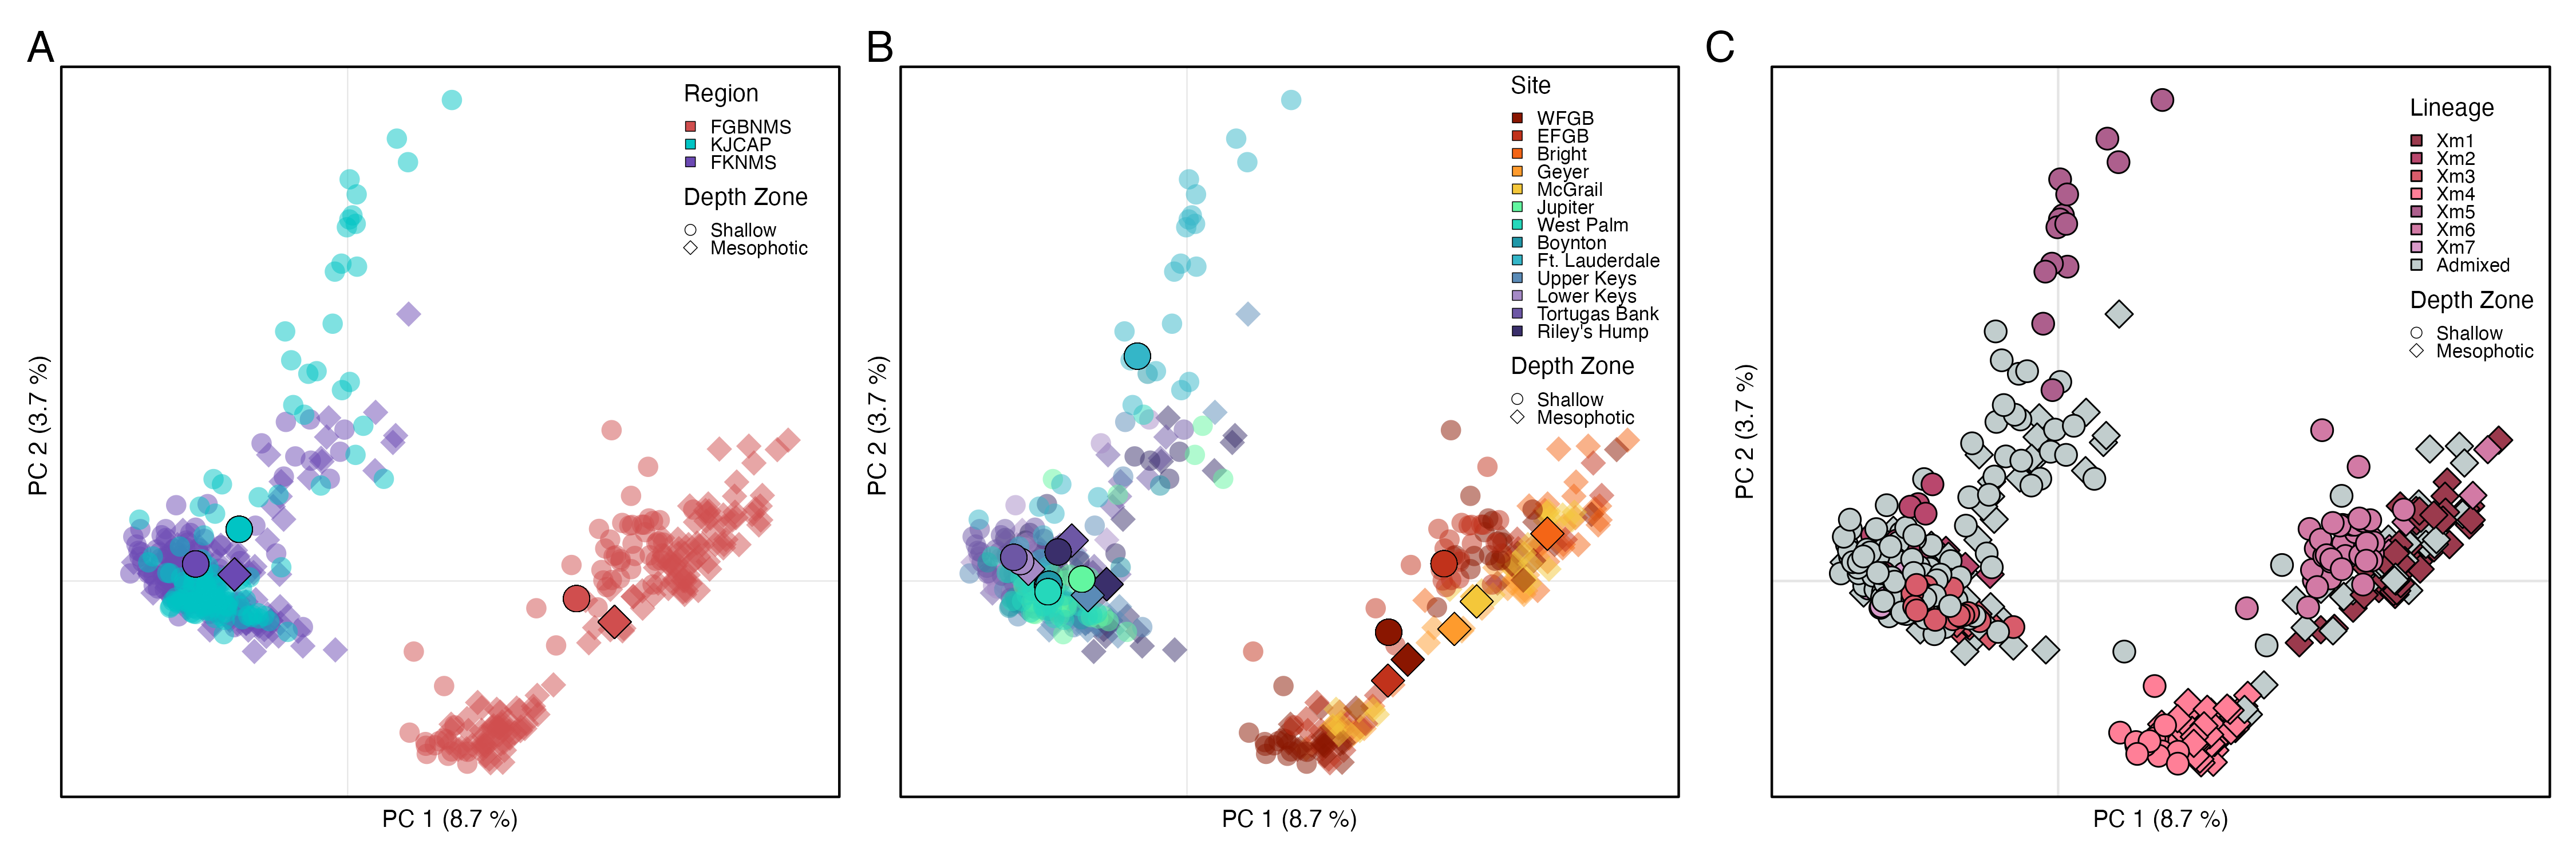 A
Region
FGBNMS
KJCAP
FKNMS
Depth Zone
Shallow
Mesophotic
PC 2 (3.7 %)
PC 1 (8.7 %)
B
Site
WFGB
EFGB
Bright
Geyer
McGrail
Jupiter
West Palm
Boynton
Ft. Lauderdale
Upper Keys
Lower Keys
Tortugas Bank
Riley's Hump
Depth Zone
Shallow
Mesophotic
PC 2 (3.7 %)
PC 1 (8.7 %)
C
Lineage
Xm1
Xm2
Xm3
Xm4
Xm5
Xm6
Xm7
Admixed
Depth Zone
Shallow
Mesophotic
PC 2 (3.7 %)
PC 1 (8.7 %)